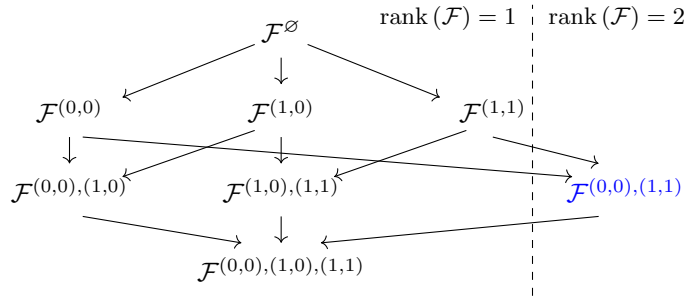 rank (ℱ) = 1 rank (ℱ) = 2
ℱ^∅
ℱ^(0,0) ℱ^(1,0) ℱ^(1,1)
ℱ^(0,0),(1,0) ℱ^(1,0),(1,1) ℱ^(0,0),(1,1)
ℱ^(0,0),(1,0),(1,1)